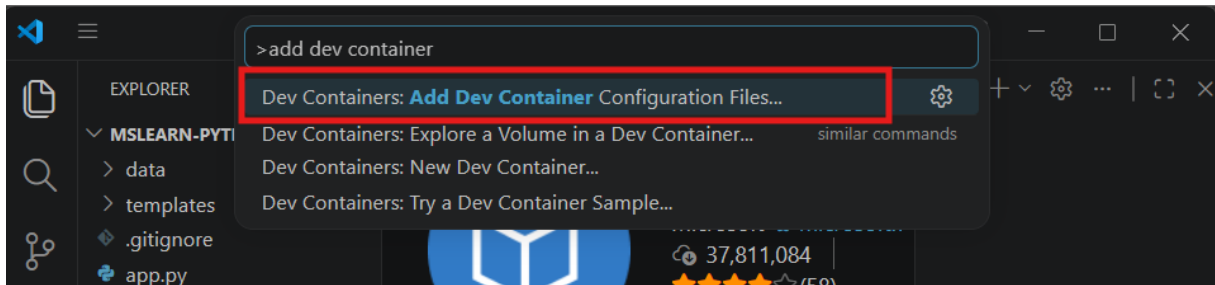 >add dev container
EXPLORER
Dev Containers: Add Dev Container Configuration Files...
MSLEARN-PYT
Dev Containers: Explore a Volume in a Dev Container...
similar commands
data
Dev Containers: New Dev Container...
templates
Dev Containers: Try a Dev Container Sample...
.gitignore
37,811,084
app.py
(58)